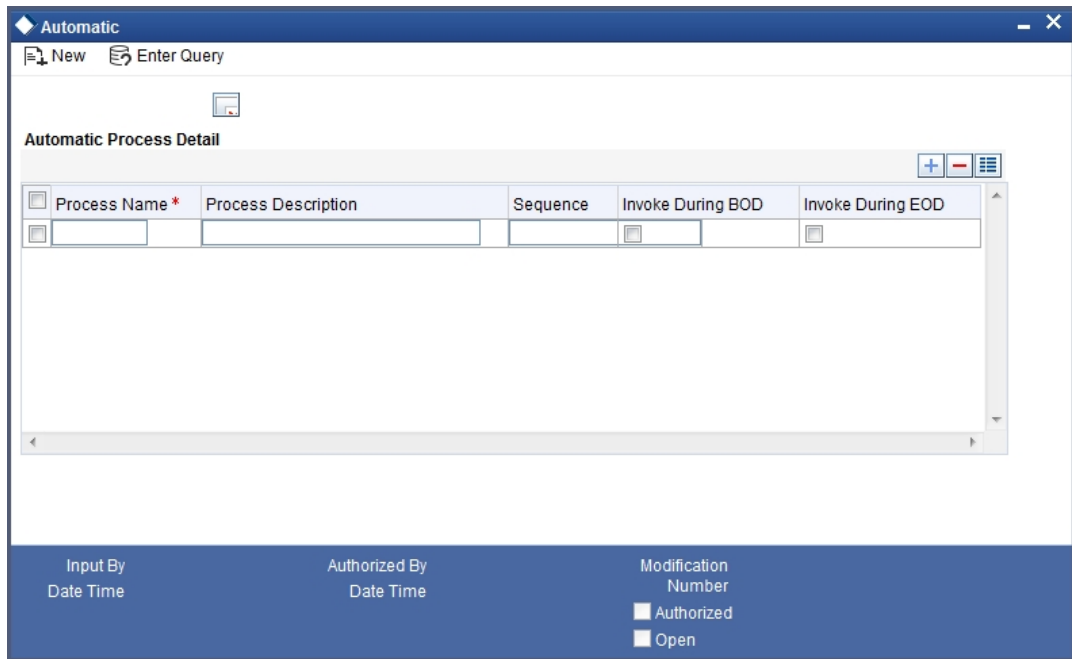 Automatic
New Enter Query
Automatic Process Detail
Process Name * Process Description Sequence Invoke During BOD Invoke During EOD
Input By Authorized By Modification
Date Time Date Time Number
Authorized
Open